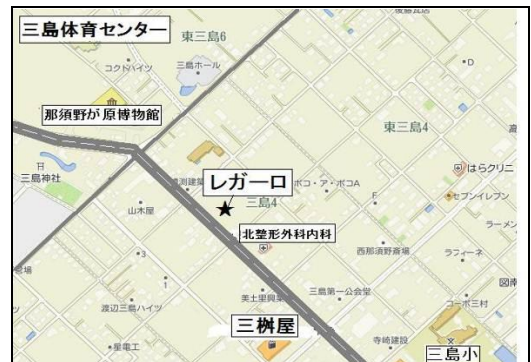 三島体育センター
東三島6
コクドハイツ
三島ホール
D
那須野が原博物館
東三島4
三島神社
レガーロ
ポコ・ア・ポコA
はらクリニ
山木屋
三島4
F
セブンイレブン
ラーメン
北整形外科内科
西那須野斎場
ラフィーネ
3
1
三島第一公会堂
渡辺三島ハイツ
美土里興業
コーポ三村
三桝屋
星電工
寺崎建設
三島小